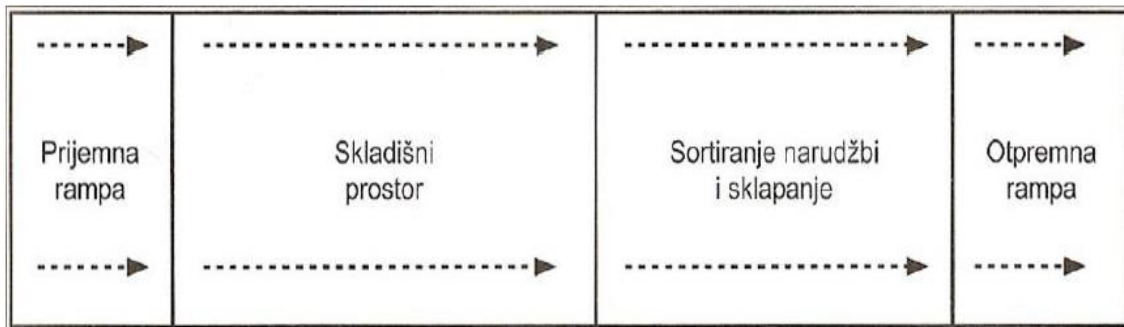 Prijemna
rampa
Skladišni
prostor
Sortiranje narudžbi
i sklapanje
Otpremna
rampa